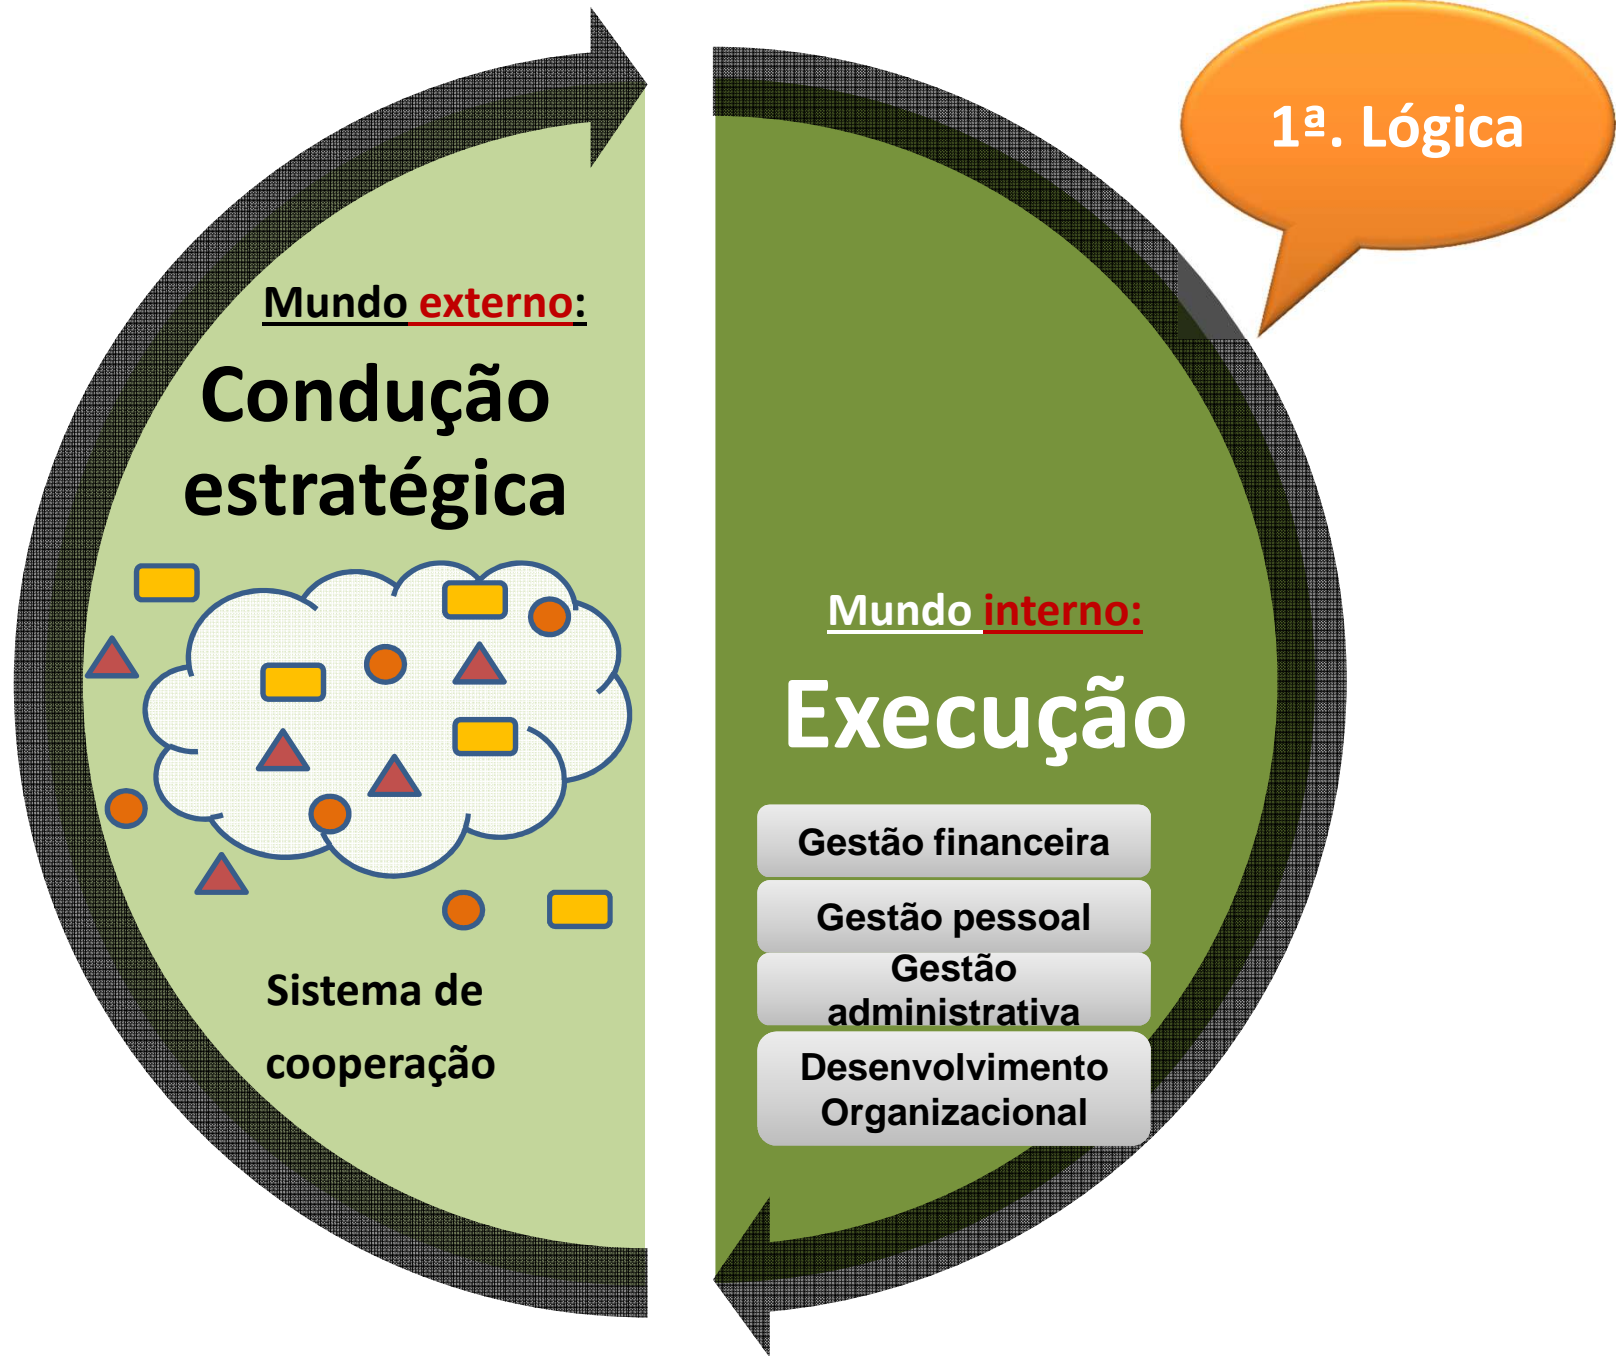 1ª. Lógica
Mundo externo:
Condução
estratégica
Sistema de
cooperação
Mundo interno:
Execução
Gestão financeira
Gestão pessoal
Gestão
administrativa
Desenvolvimento
Organizacional